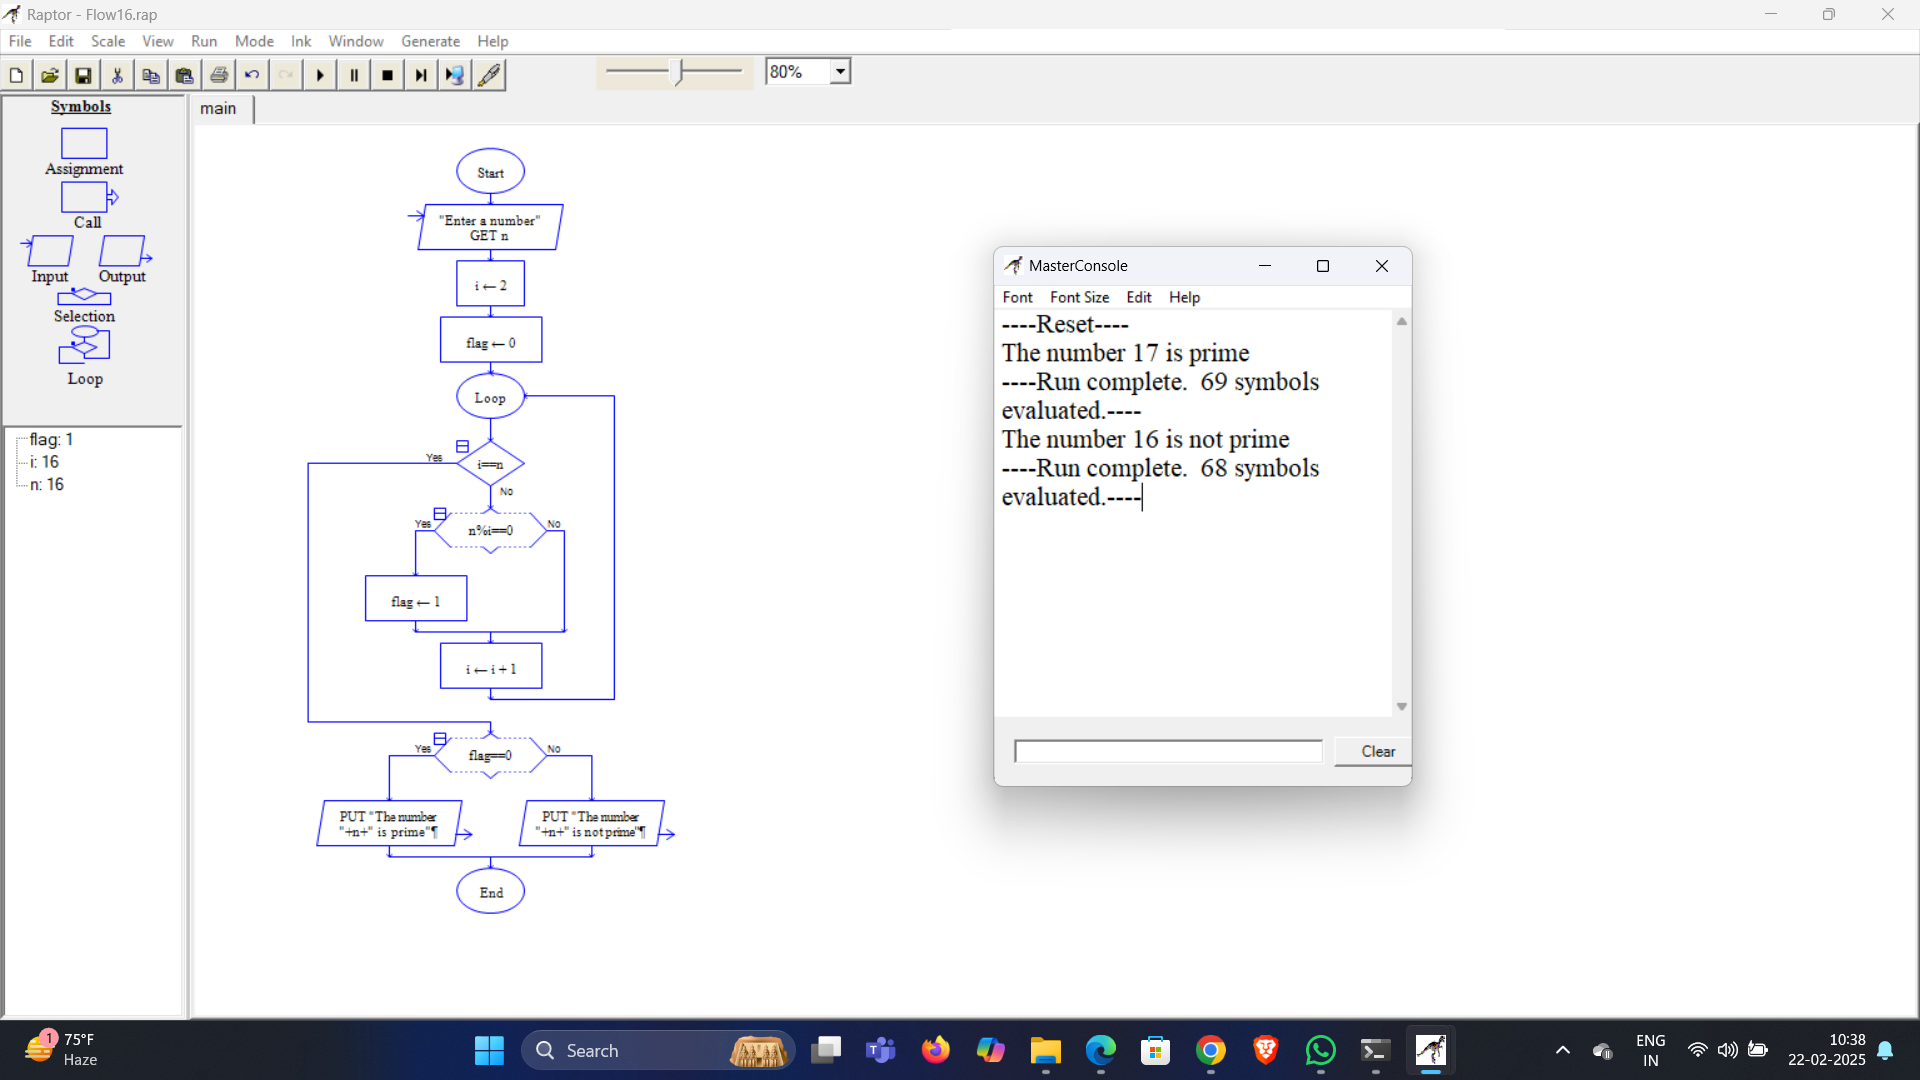 Raptor - Flow16.rap
File Edit Scale View Run Mode Ink Window Generate Help
80%
Symbols
Assignment
Call
Input Output
Selection
Loop
flag: 1
i: 16
n: 16
main
Start
"Enter a number"
GET n
i ← 2
flag ← 0
Loop
Yes
i==n
No
Yes
n%i==0
No
flag ← 1
i ← i + 1
Yes
flag==0
No
PUT "The number
"+n+" is prime"¶
PUT "The number
"+n+" is not prime"¶
End
MasterConsole
Font Font Size Edit Help
----Reset----
The number 17 is prime
----Run complete.  69 symbols
evaluated.----
The number 16 is not prime
----Run complete.  68 symbols
evaluated.----
Clear
1
75°F
Haze
Search
ENG
IN
10:38
22-02-2025